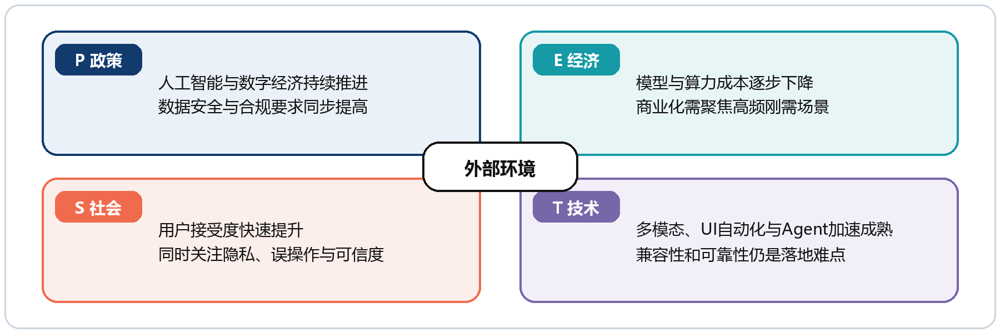 P 政策
人工智能与数字经济持续推进
数据安全与合规要求同步提高
E 经济
模型与算力成本逐步下降
商业化需聚焦高频刚需场景
外部环境
S 社会
用户接受度快速提升
同时关注隐私、误操作与可信度
T 技术
多模态、UI自动化与Agent加速成熟
兼容性和可靠性仍是落地难点